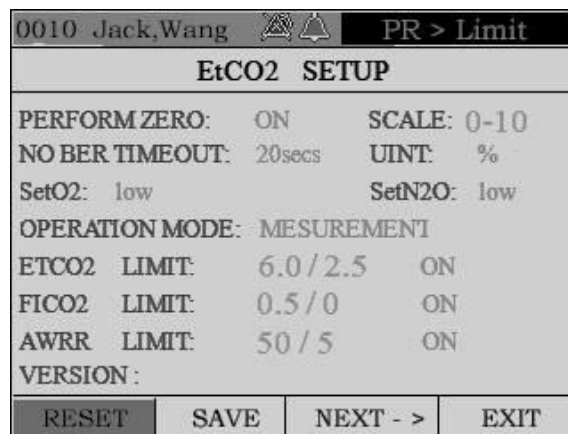 0010 Jack,Wang PR > Limit
EtCO2 SETUP
PERFORM ZERO: ON SCALE: 0-10
NO BER TIMEOUT: 20secs UINT: %
SetO2: low SetN2O: low
OPERATION MODE: MESUREMENT
ETCO2 LIMIT: 6.0 / 2.5 ON
FICO2 LIMIT: 0.5 / 0 ON
AWRR LIMIT: 50 / 5 ON
VERSION :
RESET SAVE NEXT - > EXIT